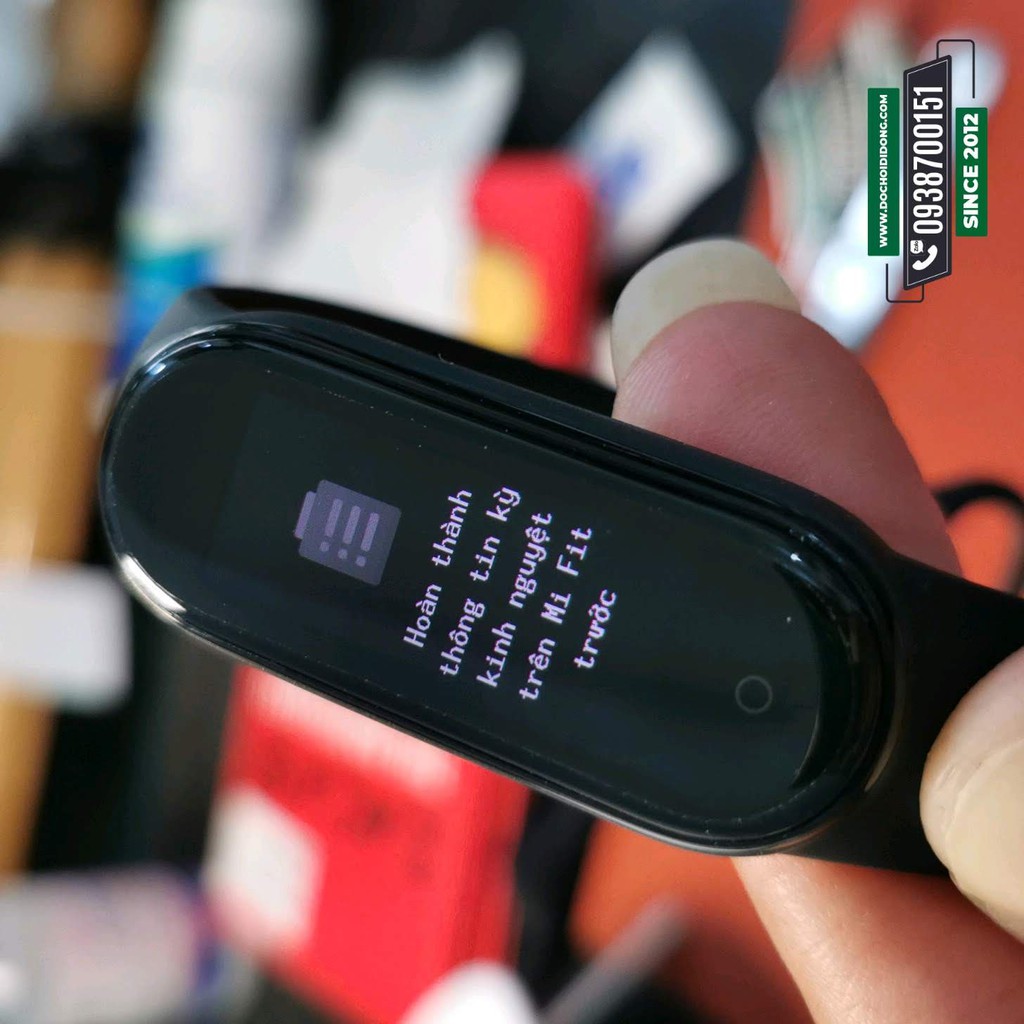 Hoàn thành
thông tin kỳ
kinh nguyệt
trên Mi Fit
trước
WWW.DOCHOIDIDONG.COM
0938700151
SINCE 2012